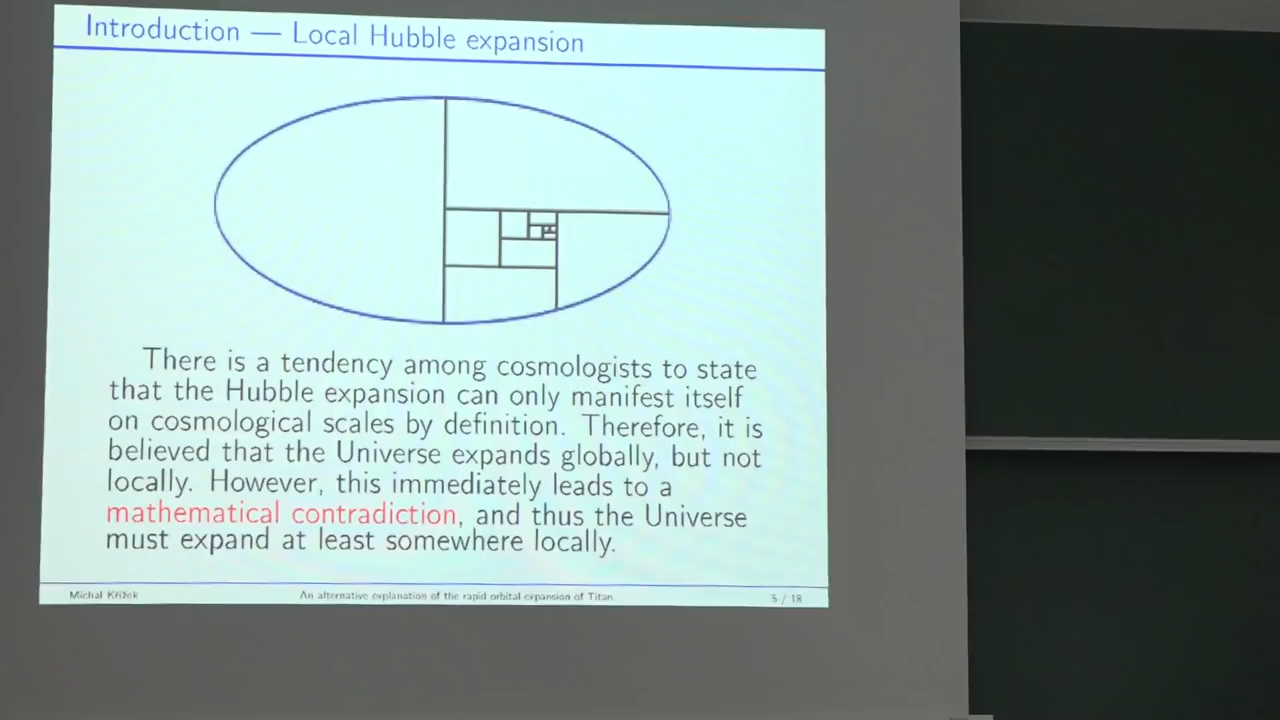 Introduction — Local Hubble expansion
There is a tendency among cosmologists to state
that the Hubble expansion can only manifest itself
on cosmological scales by definition. Therefore, it is
believed that the Universe expands globally, but not
locally. However, this immediately leads to a
mathematical contradiction, and thus the Universe
must expand at least somewhere locally.
Michal Křížek An alternative explanation of the rapid orbital expansion of Titan 5 / 18